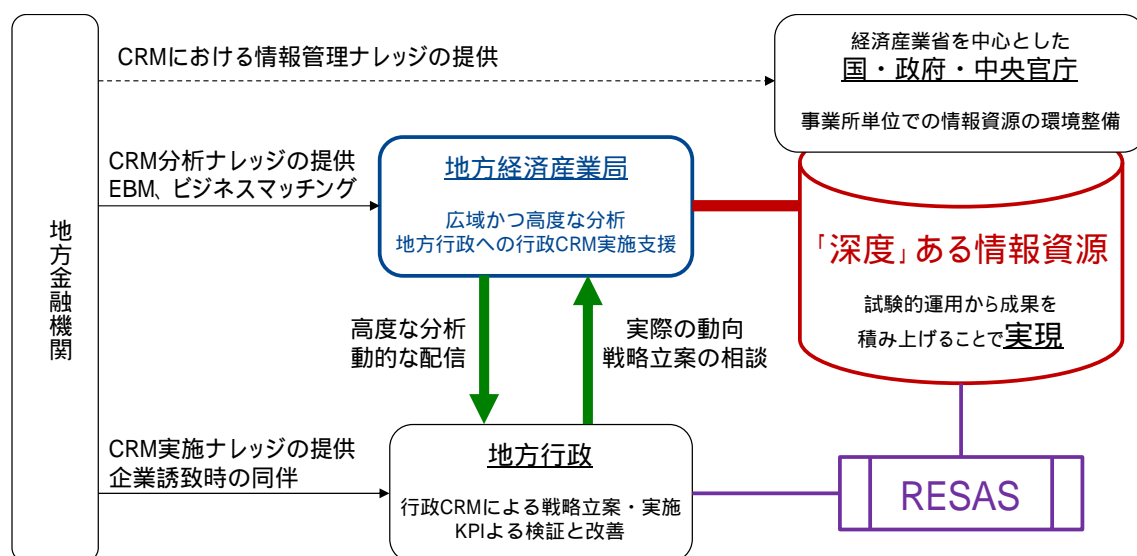 地方金融機関
CRMにおける情報管理ナレッジの提供
経済産業省を中心とした
国・政府・中央官庁
事業所単位での情報資源の環境整備
CRM分析ナレッジの提供
EBM、ビジネスマッチング
地方経済産業局
広域かつ高度な分析
地方行政への行政CRM実施支援
「深度」ある情報資源
試験的運用から成果を
積み上げることで実現
高度な分析
動的な配信
実際の動向
戦略立案の相談
CRM実施ナレッジの提供
企業誘致時の同伴
地方行政
行政CRMによる戦略立案・実施
KPIよる検証と改善
RESAS